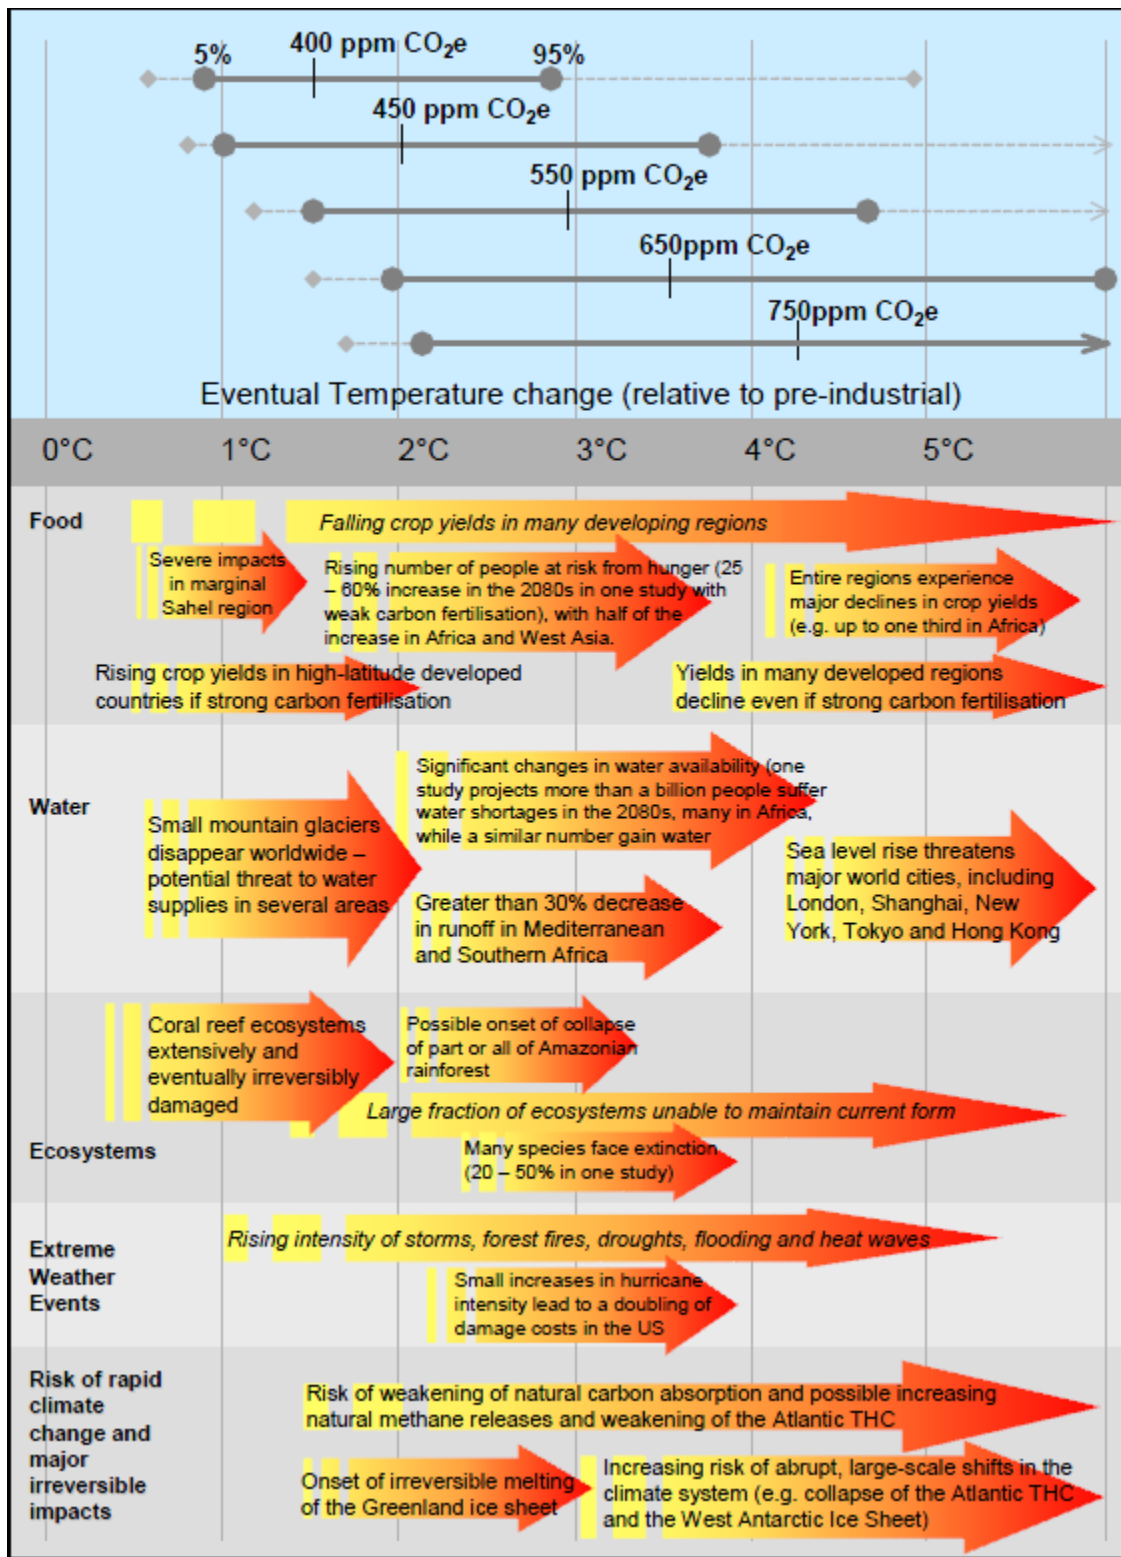 400 ppm CO₂e
5%
95%
450 ppm CO₂e
550 ppm CO₂e
650ppm CO₂e
750ppm CO₂e
Eventual Temperature change (relative to pre-industrial)
0°C 1°C 2°C 3°C 4°C 5°C
Food
Falling crop yields in many developing regions
Severe impacts
in marginal
Sahel region
Rising number of people at risk from hunger (25
– 60% increase in the 2080s in one study with
weak carbon fertilisation), with half of the
increase in Africa and West Asia.
Entire regions experience
major declines in crop yields
(e.g. up to one third in Africa)
Rising crop yields in high-latitude developed
countries if strong carbon fertilisation
Yields in many developed regions
decline even if strong carbon fertilisation
Water
Small mountain glaciers
disappear worldwide –
potential threat to water
supplies in several areas
Significant changes in water availability (one
study projects more than a billion people suffer
water shortages in the 2080s, many in Africa,
while a similar number gain water
Greater than 30% decrease
in runoff in Mediterranean
and Southern Africa
Sea level rise threatens
major world cities, including
London, Shanghai, New
York, Tokyo and Hong Kong
Ecosystems
Coral reef ecosystems
extensively and
eventually irreversibly
damaged
Possible onset of collapse
of part or all of Amazonian
rainforest
Large fraction of ecosystems unable to maintain current form
Many species face extinction
(20 – 50% in one study)
Extreme
Weather
Events
Rising intensity of storms, forest fires, droughts, flooding and heat waves
Small increases in hurricane
intensity lead to a doubling of
damage costs in the US
Risk of rapid
climate
change and
major
irreversible
impacts
Risk of weakening of natural carbon absorption and possible increasing
natural methane releases and weakening of the Atlantic THC
Onset of irreversible melting
of the Greenland ice sheet
Increasing risk of abrupt, large-scale shifts in the
climate system (e.g. collapse of the Atlantic THC
and the West Antarctic Ice Sheet)